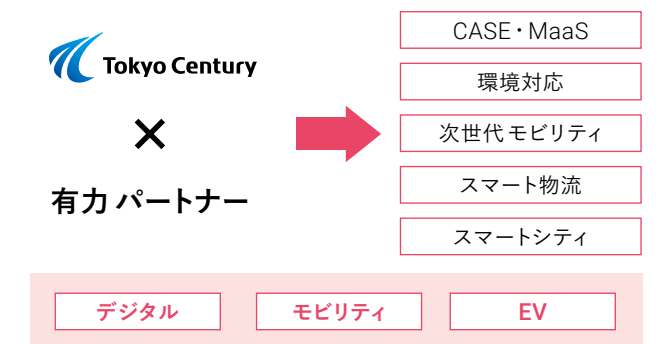 Tokyo Century
×
有力 パートナー
CASE・MaaS
環境対応
次世代 モビリティ
スマート物流
スマートシティ
デジタル
モビリティ
EV